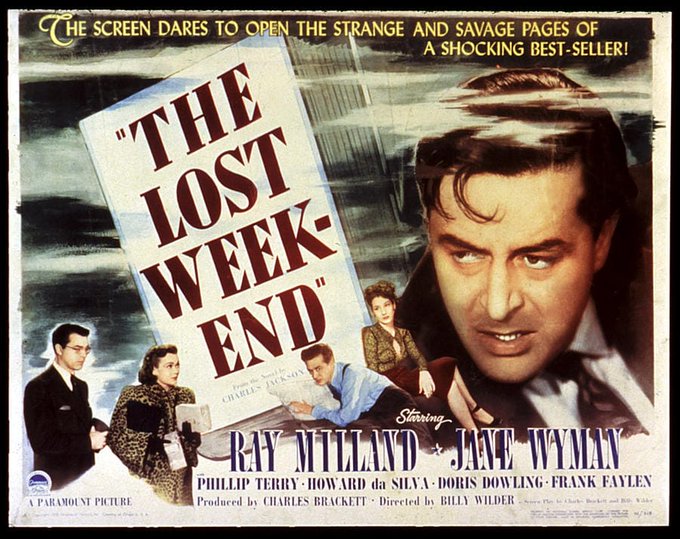 THE SCREEN DARES TO OPEN THE STRANGE AND SAVAGE PAGES OF
A SHOCKING BEST-SELLER!
"THE
LOST
WEEK-
END"
From the Novel by
CHARLES JACKSON
Starring
RAY MILLAND ★ JANE WYMAN
PHILLIP TERRY · HOWARD da SILVA · DORIS DOWLING · FRANK FAYLEN
Produced by CHARLES BRACKETT · Directed by BILLY WILDER · Screen Play by Charles Brackett and Billy Wilder
A PARAMOUNT PICTURE